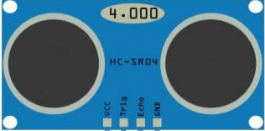 4.000
HC-SR04
VCC
Trig
Echo
GND